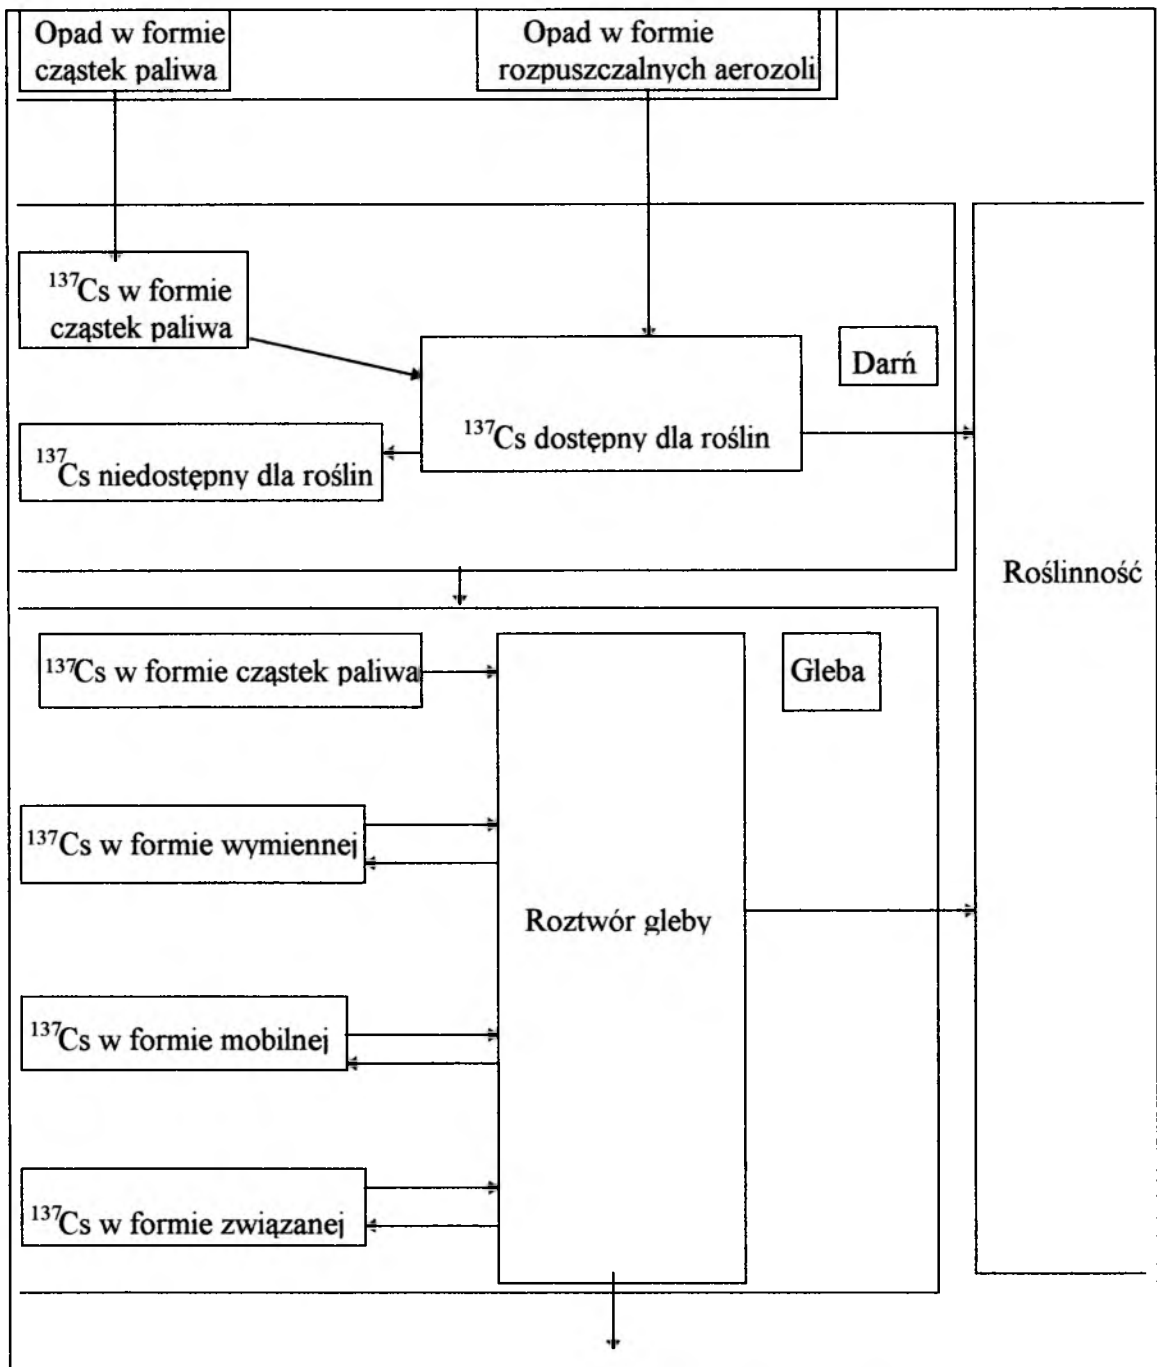 Opad w formie
cząstek paliwa
Opad w formie
rozpuszczalnych aerozoli
¹³⁷Cs w formie
cząstek paliwa
Darń
¹³⁷Cs dostępny dla roślin
¹³⁷Cs niedostępny dla roślin
Roślinność
¹³⁷Cs w formie cząstek paliwa
Gleba
¹³⁷Cs w formie wymiennej
Roztwór gleby
¹³⁷Cs w formie mobilnej
¹³⁷Cs w formie związanej